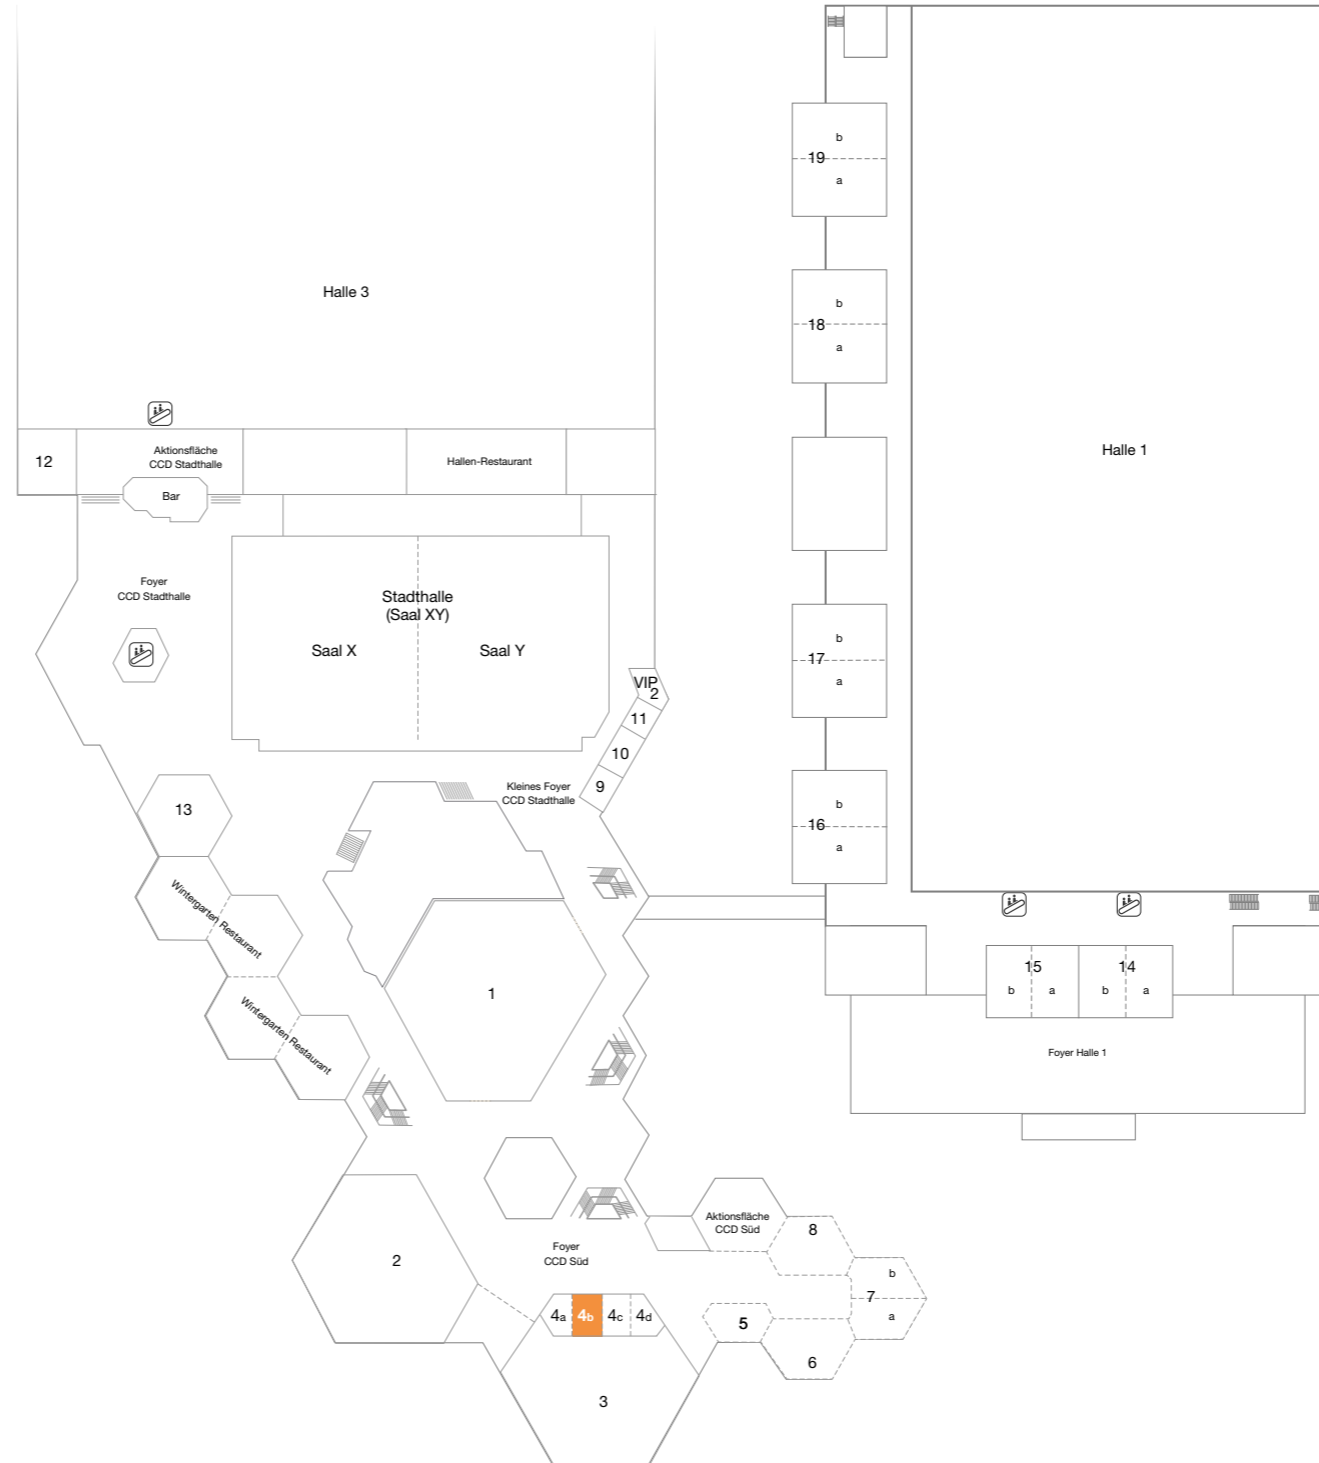 b
19
a
Halle 3
b
18
a
Halle 1
12
Aktionsfläche
CCD Stadthalle
Hallen-Restaurant
Bar
Foyer
CCD Stadthalle
Stadthalle
(Saal XY)
Saal X
Saal Y
b
17
a
VIP
2
11
10
9
Kleines Foyer
CCD Stadthalle
b
16
a
13
Wintergarten Restaurant
Wintergarten Restaurant
1
15
14
b
a
b
a
Foyer Halle 1
Aktionsfläche
CCD Süd
8
Foyer
CCD Süd
2
b
7
a
4a
4b
4c
4d
5
6
3